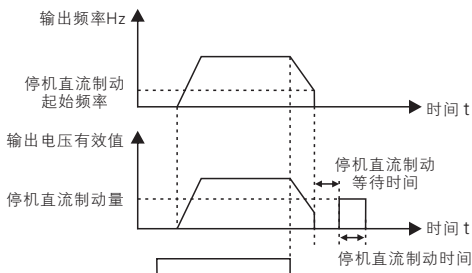 输出频率Hz
停机直流制动
起始频率
时间 t
输出电压有效值
停机直流制动
等待时间
停机直流制动量
时间 t
停机直流制动时间